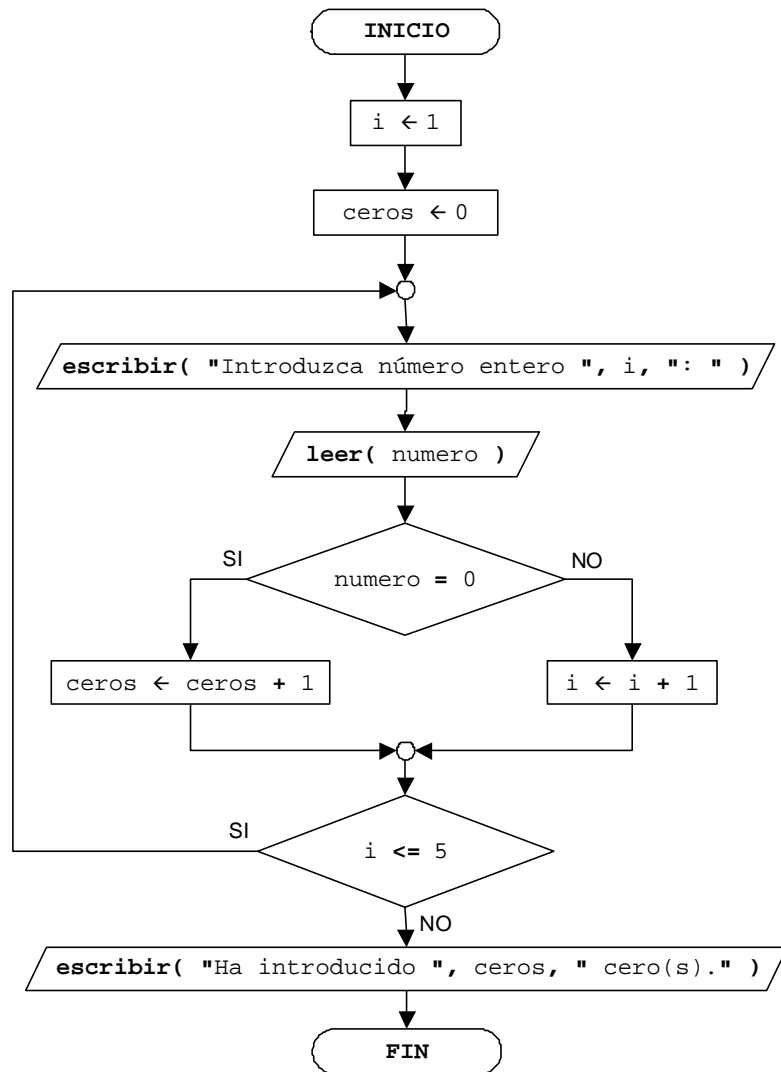 INICIO
i ← 1
ceros ← 0
escribir( "Introduzca número entero ", i, ": " )
leer( numero )
SI
NO
numero = 0
ceros ← ceros + 1
i ← i + 1
SI
i <= 5
NO
escribir( "Ha introducido ", ceros, " cero(s)." )
FIN